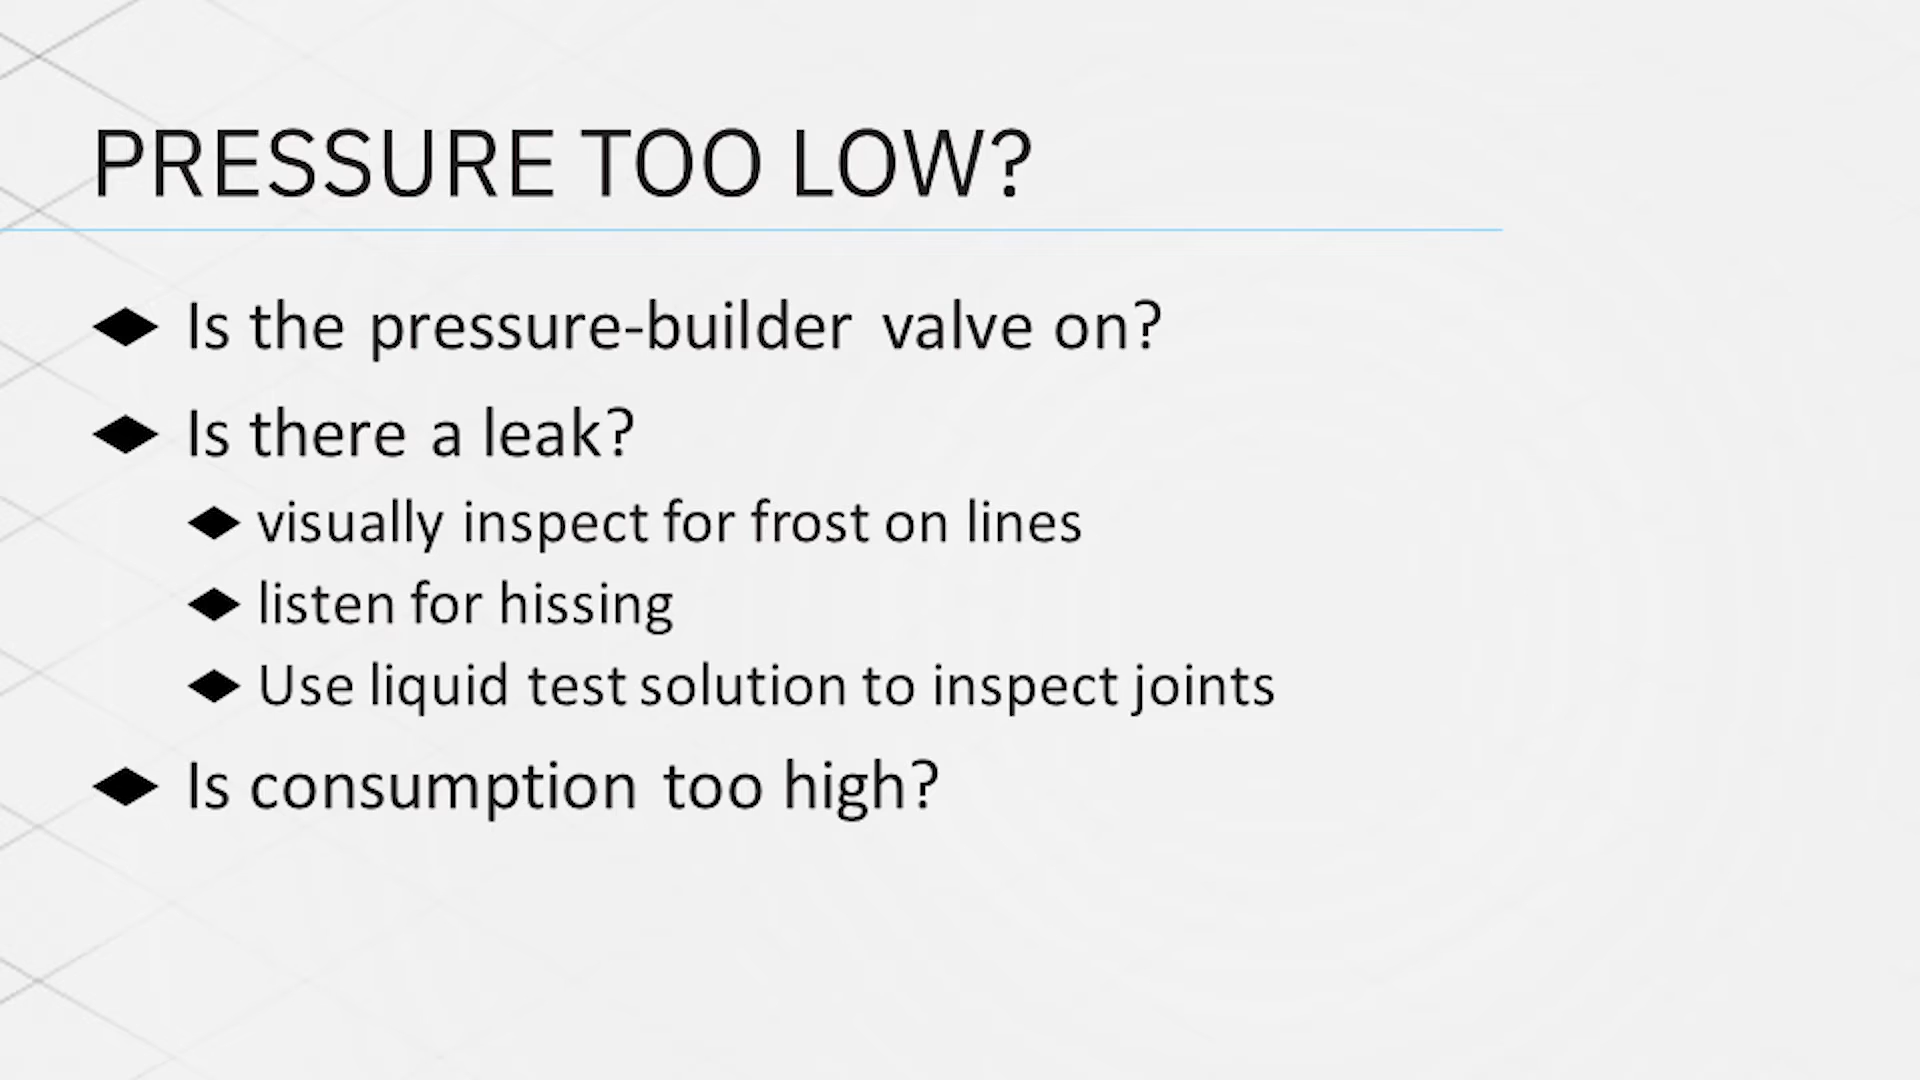 PRESSURE TOO LOW?
Is the pressure-builder valve on?
Is there a leak?
visually inspect for frost on lines
listen for hissing
Use liquid test solution to inspect joints
Is consumption too high?